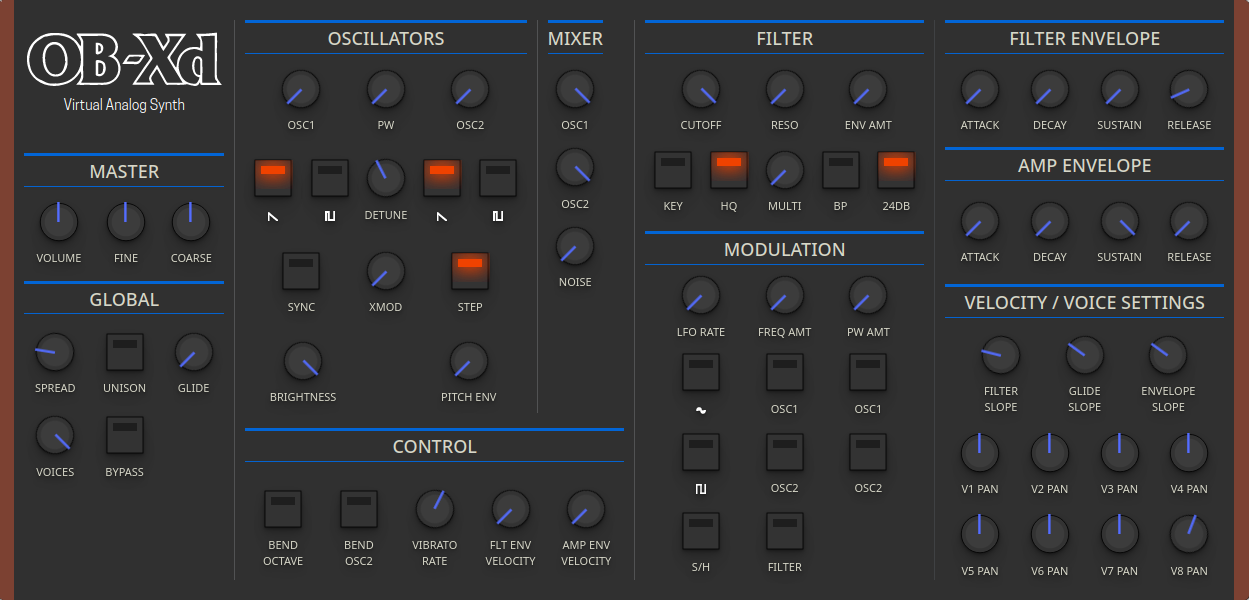 OB-Xd
Virtual Analog Synth
MASTER
VOLUME FINE COARSE
GLOBAL
SPREAD UNISON GLIDE
VOICES BYPASS
OSCILLATORS
OSC1 PW OSC2
DETUNE
SYNC XMOD STEP
BRIGHTNESS PITCH ENV
MIXER
OSC1
OSC2
NOISE
CONTROL
BEND BEND VIBRATO FLT ENV AMP ENV
OCTAVE OSC2 RATE VELOCITY VELOCITY
FILTER
CUTOFF RESO ENV AMT
KEY HQ MULTI BP 24DB
MODULATION
LFO RATE FREQ AMT PW AMT
OSC1 OSC1
OSC2 OSC2
S/H FILTER
FILTER ENVELOPE
ATTACK DECAY SUSTAIN RELEASE
AMP ENVELOPE
ATTACK DECAY SUSTAIN RELEASE
VELOCITY / VOICE SETTINGS
FILTER GLIDE ENVELOPE
SLOPE SLOPE SLOPE
V1 PAN V2 PAN V3 PAN V4 PAN
V5 PAN V6 PAN V7 PAN V8 PAN